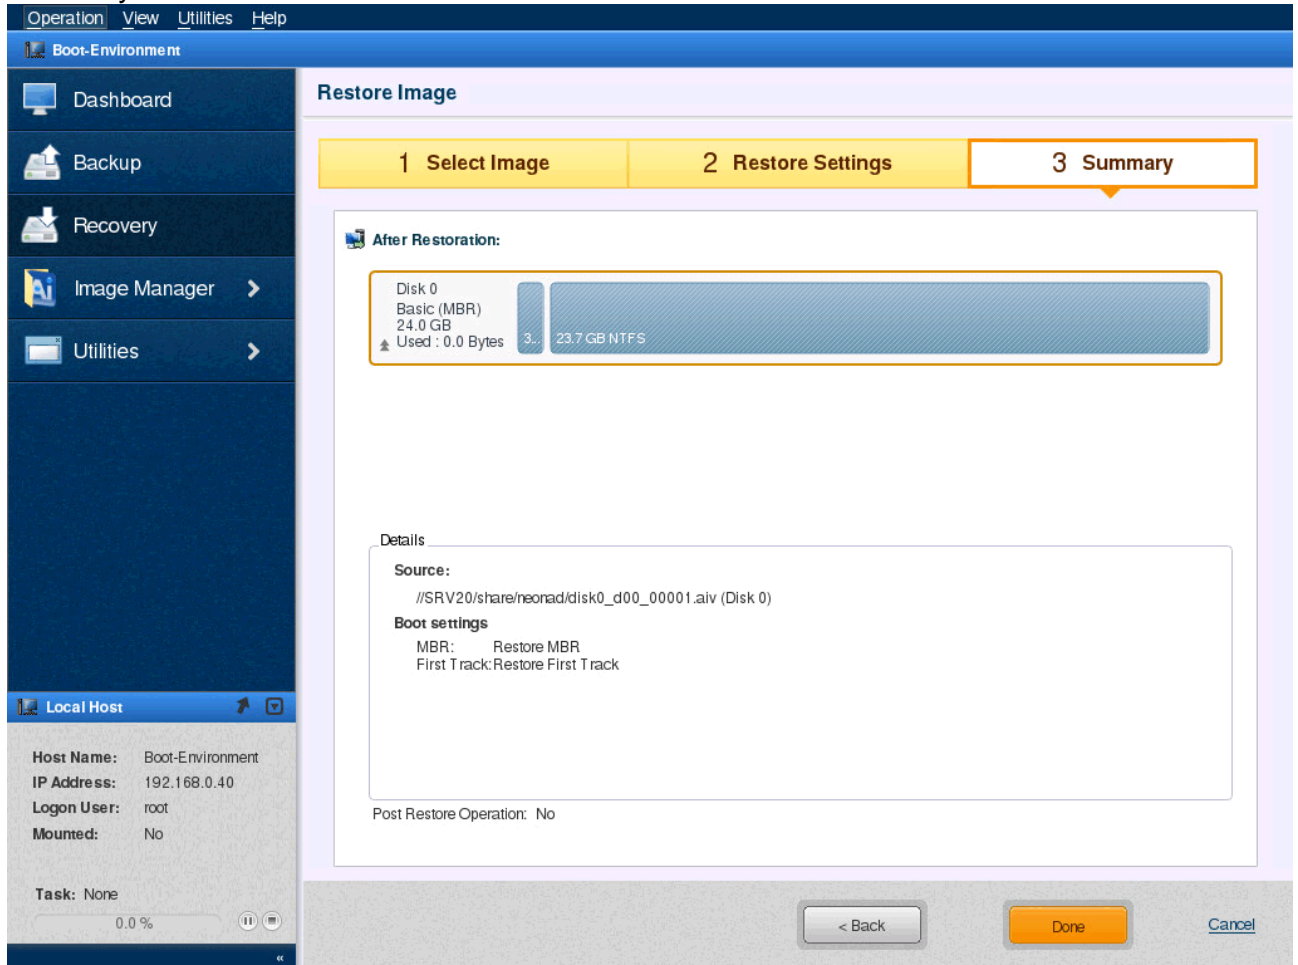 Operation View Utilities Help
Boot-Environment
Dashboard
Backup
Recovery
Image Manager
Utilities
Restore Image
1 Select Image
2 Restore Settings
3 Summary
After Restoration:
Disk 0
Basic (MBR)
24.0 GB
Used : 0.0 Bytes
3...
23.7 GB NTFS
Details
Source:
//SRV20/share/neonad/disk0_d00_00001.aiv (Disk 0)
Boot settings
MBR: Restore MBR
First Track: Restore First Track
Post Restore Operation: No
Local Host
Host Name: Boot-Environment
IP Address: 192.168.0.40
Logon User: root
Mounted: No
Task: None
0.0 %
«
< Back
Done
Cancel